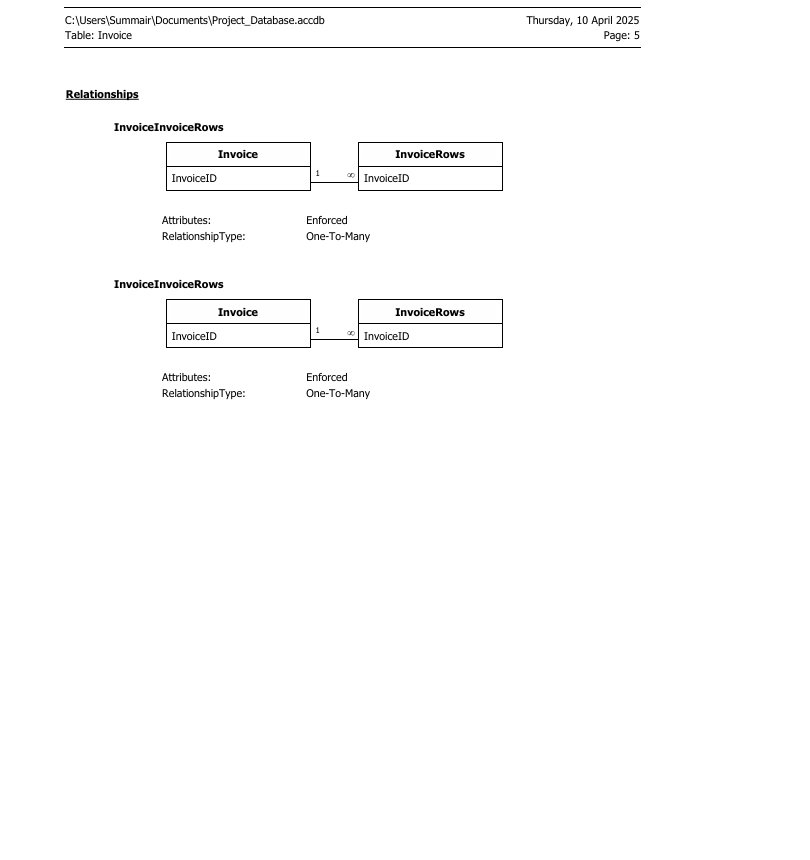 C:\Users\Summair\Documents\Project_Database.accdb Thursday, 10 April 2025
Table: Invoice Page: 5
Relationships
InvoiceInvoiceRows
Invoice InvoiceRows
InvoiceID 1 ∞ InvoiceID
Attributes: Enforced
RelationshipType: One-To-Many
InvoiceInvoiceRows
Invoice InvoiceRows
InvoiceID 1 ∞ InvoiceID
Attributes: Enforced
RelationshipType: One-To-Many